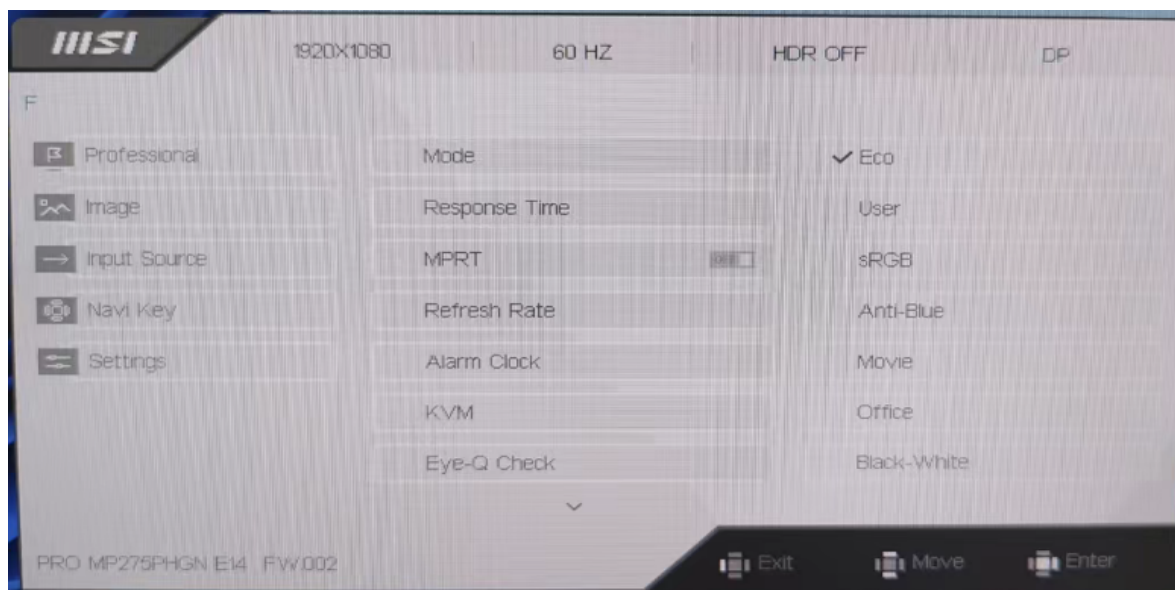 msi
1920X1080 60 HZ HDR OFF DP
F
Professional
Image
Input Source
Navi Key
Settings
Mode
Response Time
MPRT
Refresh Rate
Alarm Clock
KVM
Eye-Q Check
Eco
User
sRGB
Anti-Blue
Movie
Office
Black-White
PRO MP275PHGN E14 FW.002
Exit Move Enter